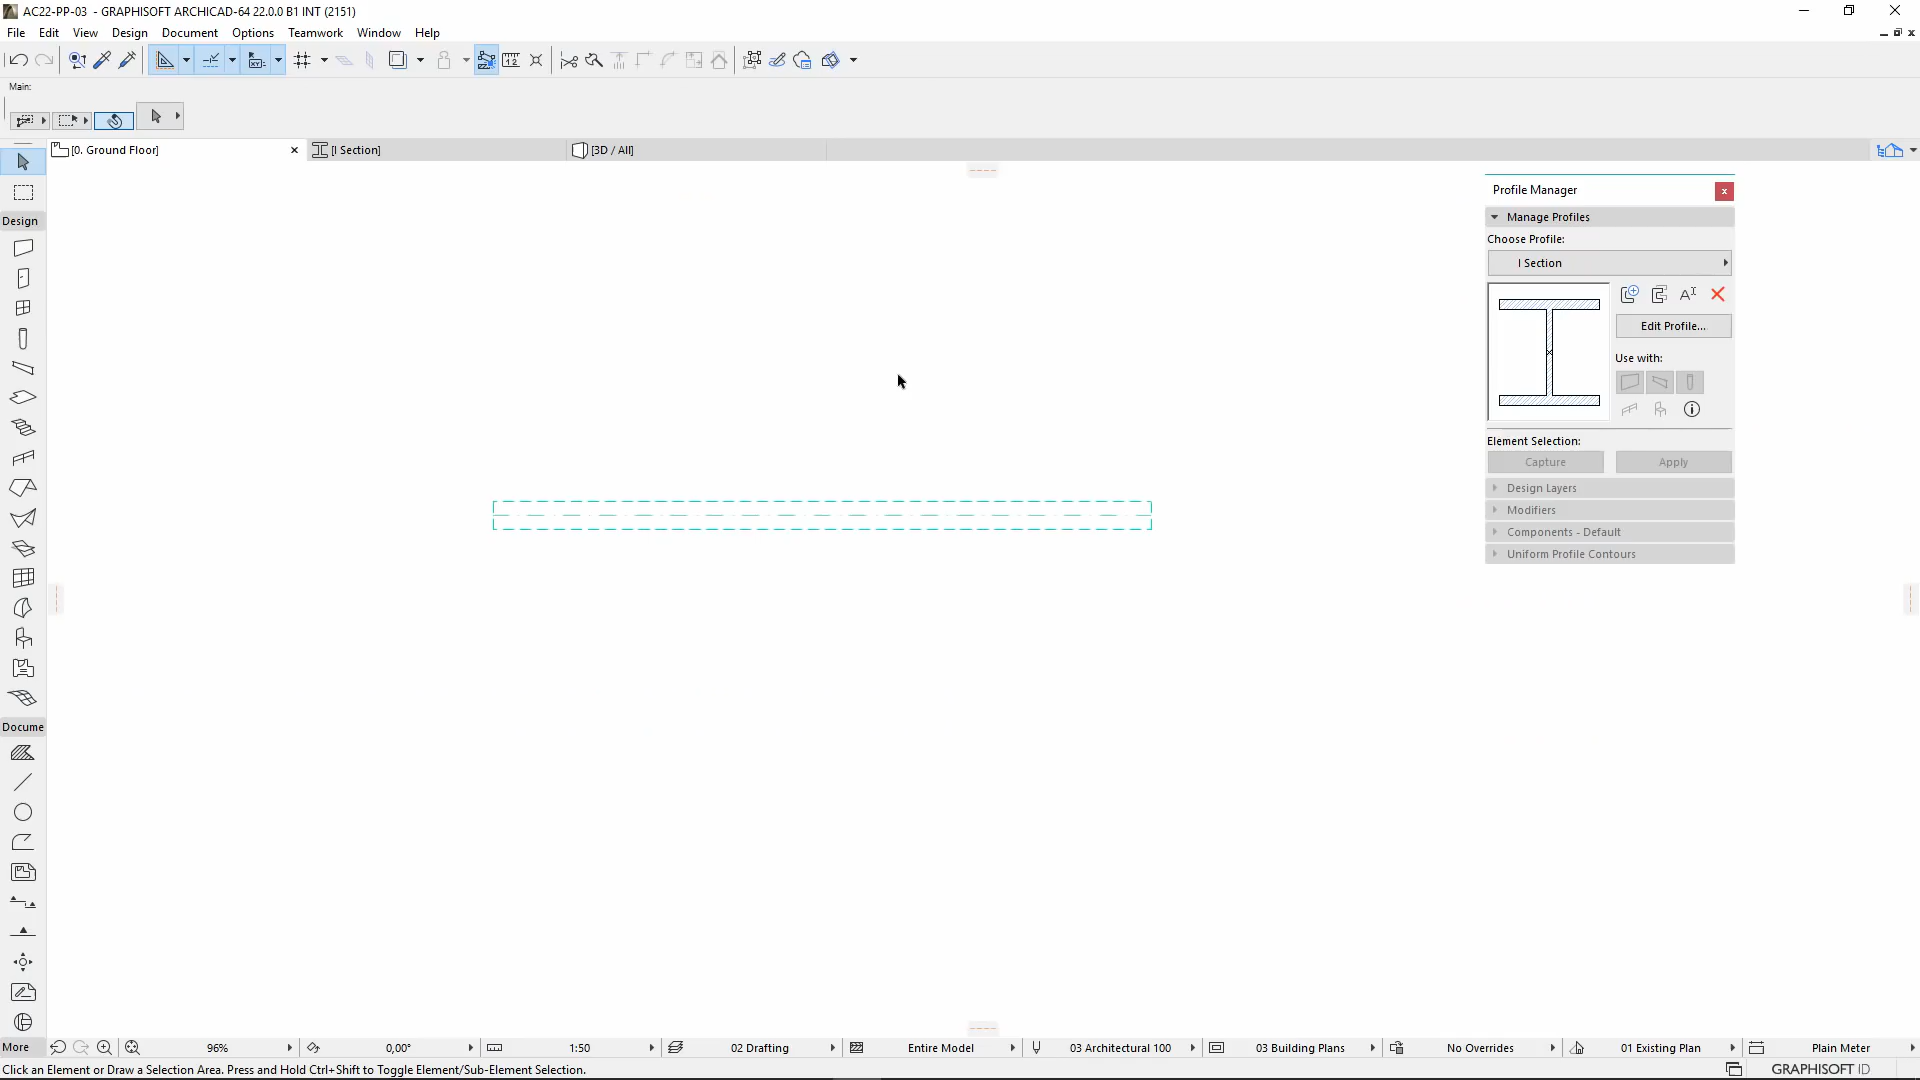 AC22-PP-03 - GRAPHISOFT ARCHICAD-64 22.0.0 B1 INT (2151)
File Edit View Design Document Options Teamwork Window Help
Main:
[0. Ground Floor]
[I Section]
[3D / All]
Profile Manager
Manage Profiles
Choose Profile:
I Section
Edit Profile...
Use with:
Element Selection:
Capture
Apply
Design Layers
Modifiers
Components - Default
Uniform Profile Contours
Design
Docume
More
96%
0,00°
1:50
02 Drafting
Entire Model
03 Architectural 100
03 Building Plans
No Overrides
01 Existing Plan
Plain Meter
Click an Element or Draw a Selection Area. Press and Hold Ctrl+Shift to Toggle Element/Sub-Element Selection.
GRAPHISOFT ID